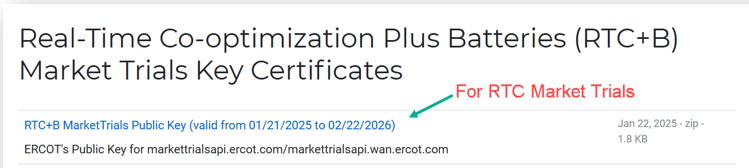 Real-Time Co-optimization Plus Batteries (RTC+B)
Market Trials Key Certificates
For RTC Market Trials
RTC+B MarketTrials Public Key (valid from 01/21/2025 to 02/22/2026)
Jan 22, 2025 - zip -
1.8 KB
ERCOT's Public Key for markettrialsapi.ercot.com/markettrialsapi.wan.ercot.com